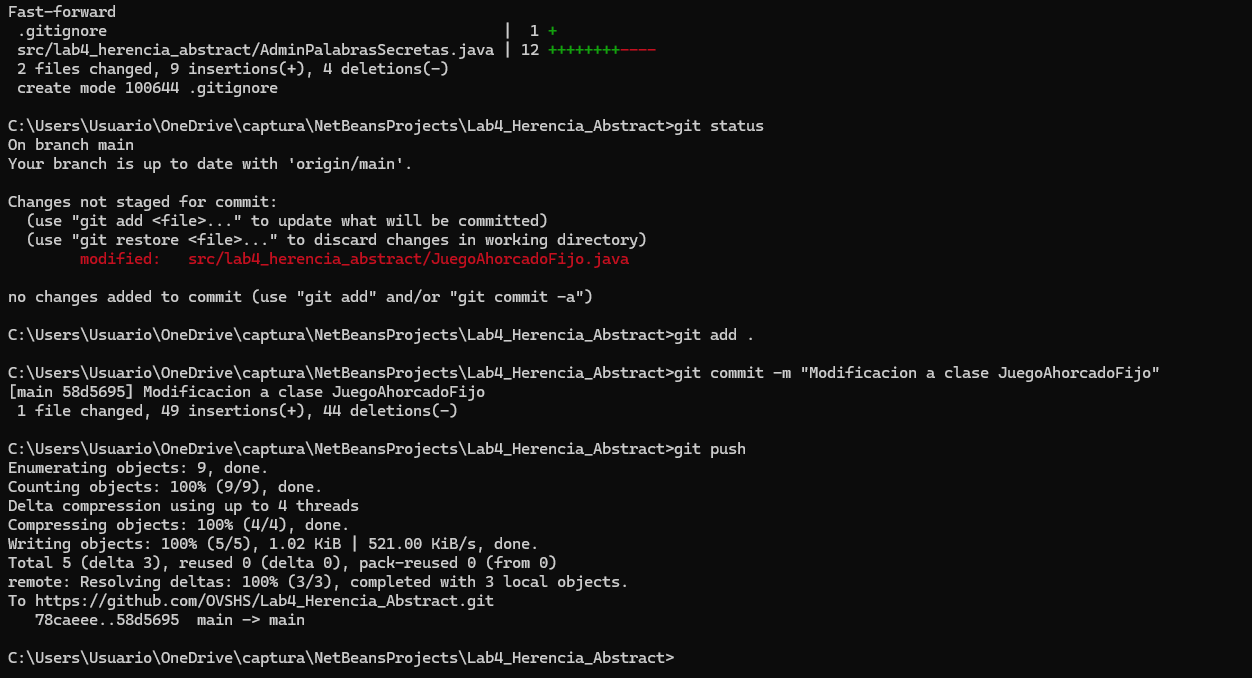 Fast-forward
 .gitignore                                            |  1 +
 src/lab4_herencia_abstract/AdminPalabrasSecretas.java | 12 ++++++++----
 2 files changed, 9 insertions(+), 4 deletions(-)
 create mode 100644 .gitignore

C:\Users\Usuario\OneDrive\captura\NetBeansProjects\Lab4_Herencia_Abstract>git status
On branch main
Your branch is up to date with 'origin/main'.

Changes not staged for commit:
  (use "git add <file>..." to update what will be committed)
  (use "git restore <file>..." to discard changes in working directory)
        modified:   src/lab4_herencia_abstract/JuegoAhorcadoFijo.java

no changes added to commit (use "git add" and/or "git commit -a")

C:\Users\Usuario\OneDrive\captura\NetBeansProjects\Lab4_Herencia_Abstract>git add .

C:\Users\Usuario\OneDrive\captura\NetBeansProjects\Lab4_Herencia_Abstract>git commit -m "Modificacion a clase JuegoAhorcadoFijo"
[main 58d5695] Modificacion a clase JuegoAhorcadoFijo
 1 file changed, 49 insertions(+), 44 deletions(-)

C:\Users\Usuario\OneDrive\captura\NetBeansProjects\Lab4_Herencia_Abstract>git push
Enumerating objects: 9, done.
Counting objects: 100% (9/9), done.
Delta compression using up to 4 threads
Compressing objects: 100% (4/4), done.
Writing objects: 100% (5/5), 1.02 KiB | 521.00 KiB/s, done.
Total 5 (delta 3), reused 0 (delta 0), pack-reused 0 (from 0)
remote: Resolving deltas: 100% (3/3), completed with 3 local objects.
To https://github.com/OVSHS/Lab4_Herencia_Abstract.git
   78caeee..58d5695  main -> main

C:\Users\Usuario\OneDrive\captura\NetBeansProjects\Lab4_Herencia_Abstract>